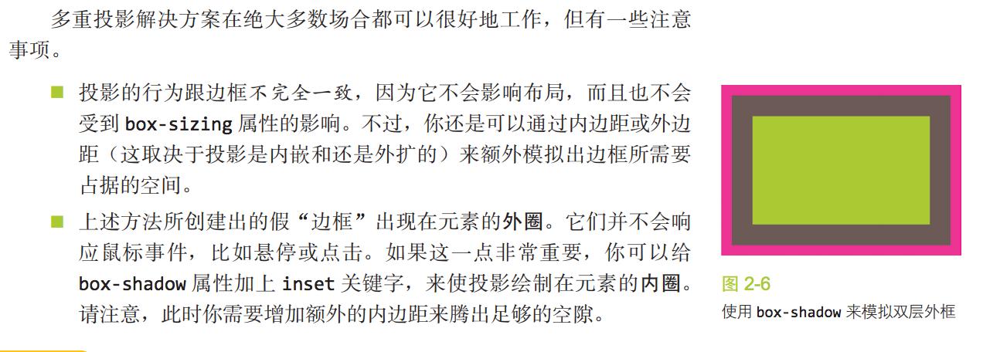 多重投影解决方案在绝大多数场合都可以很好地工作，但有一些注意
事项。
投影的行为跟边框不完全一致，因为它不会影响布局，而且也不会
受到 box-sizing 属性的影响。不过，你还是可以通过内边距或外边
距（这取决于投影是内嵌和还是外扩的）来额外模拟出边框所需要
占据的空间。
上述方法所创建出的假“边框”出现在元素的外圈。它们并不会响
应鼠标事件，比如悬停或点击。如果这一点非常重要，你可以给
box-shadow 属性加上 inset 关键字，来使投影绘制在元素的内圈。
请注意，此时你需要增加额外的内边距来腾出足够的空隙。
图 2-6
使用 box-shadow 来模拟双层外框